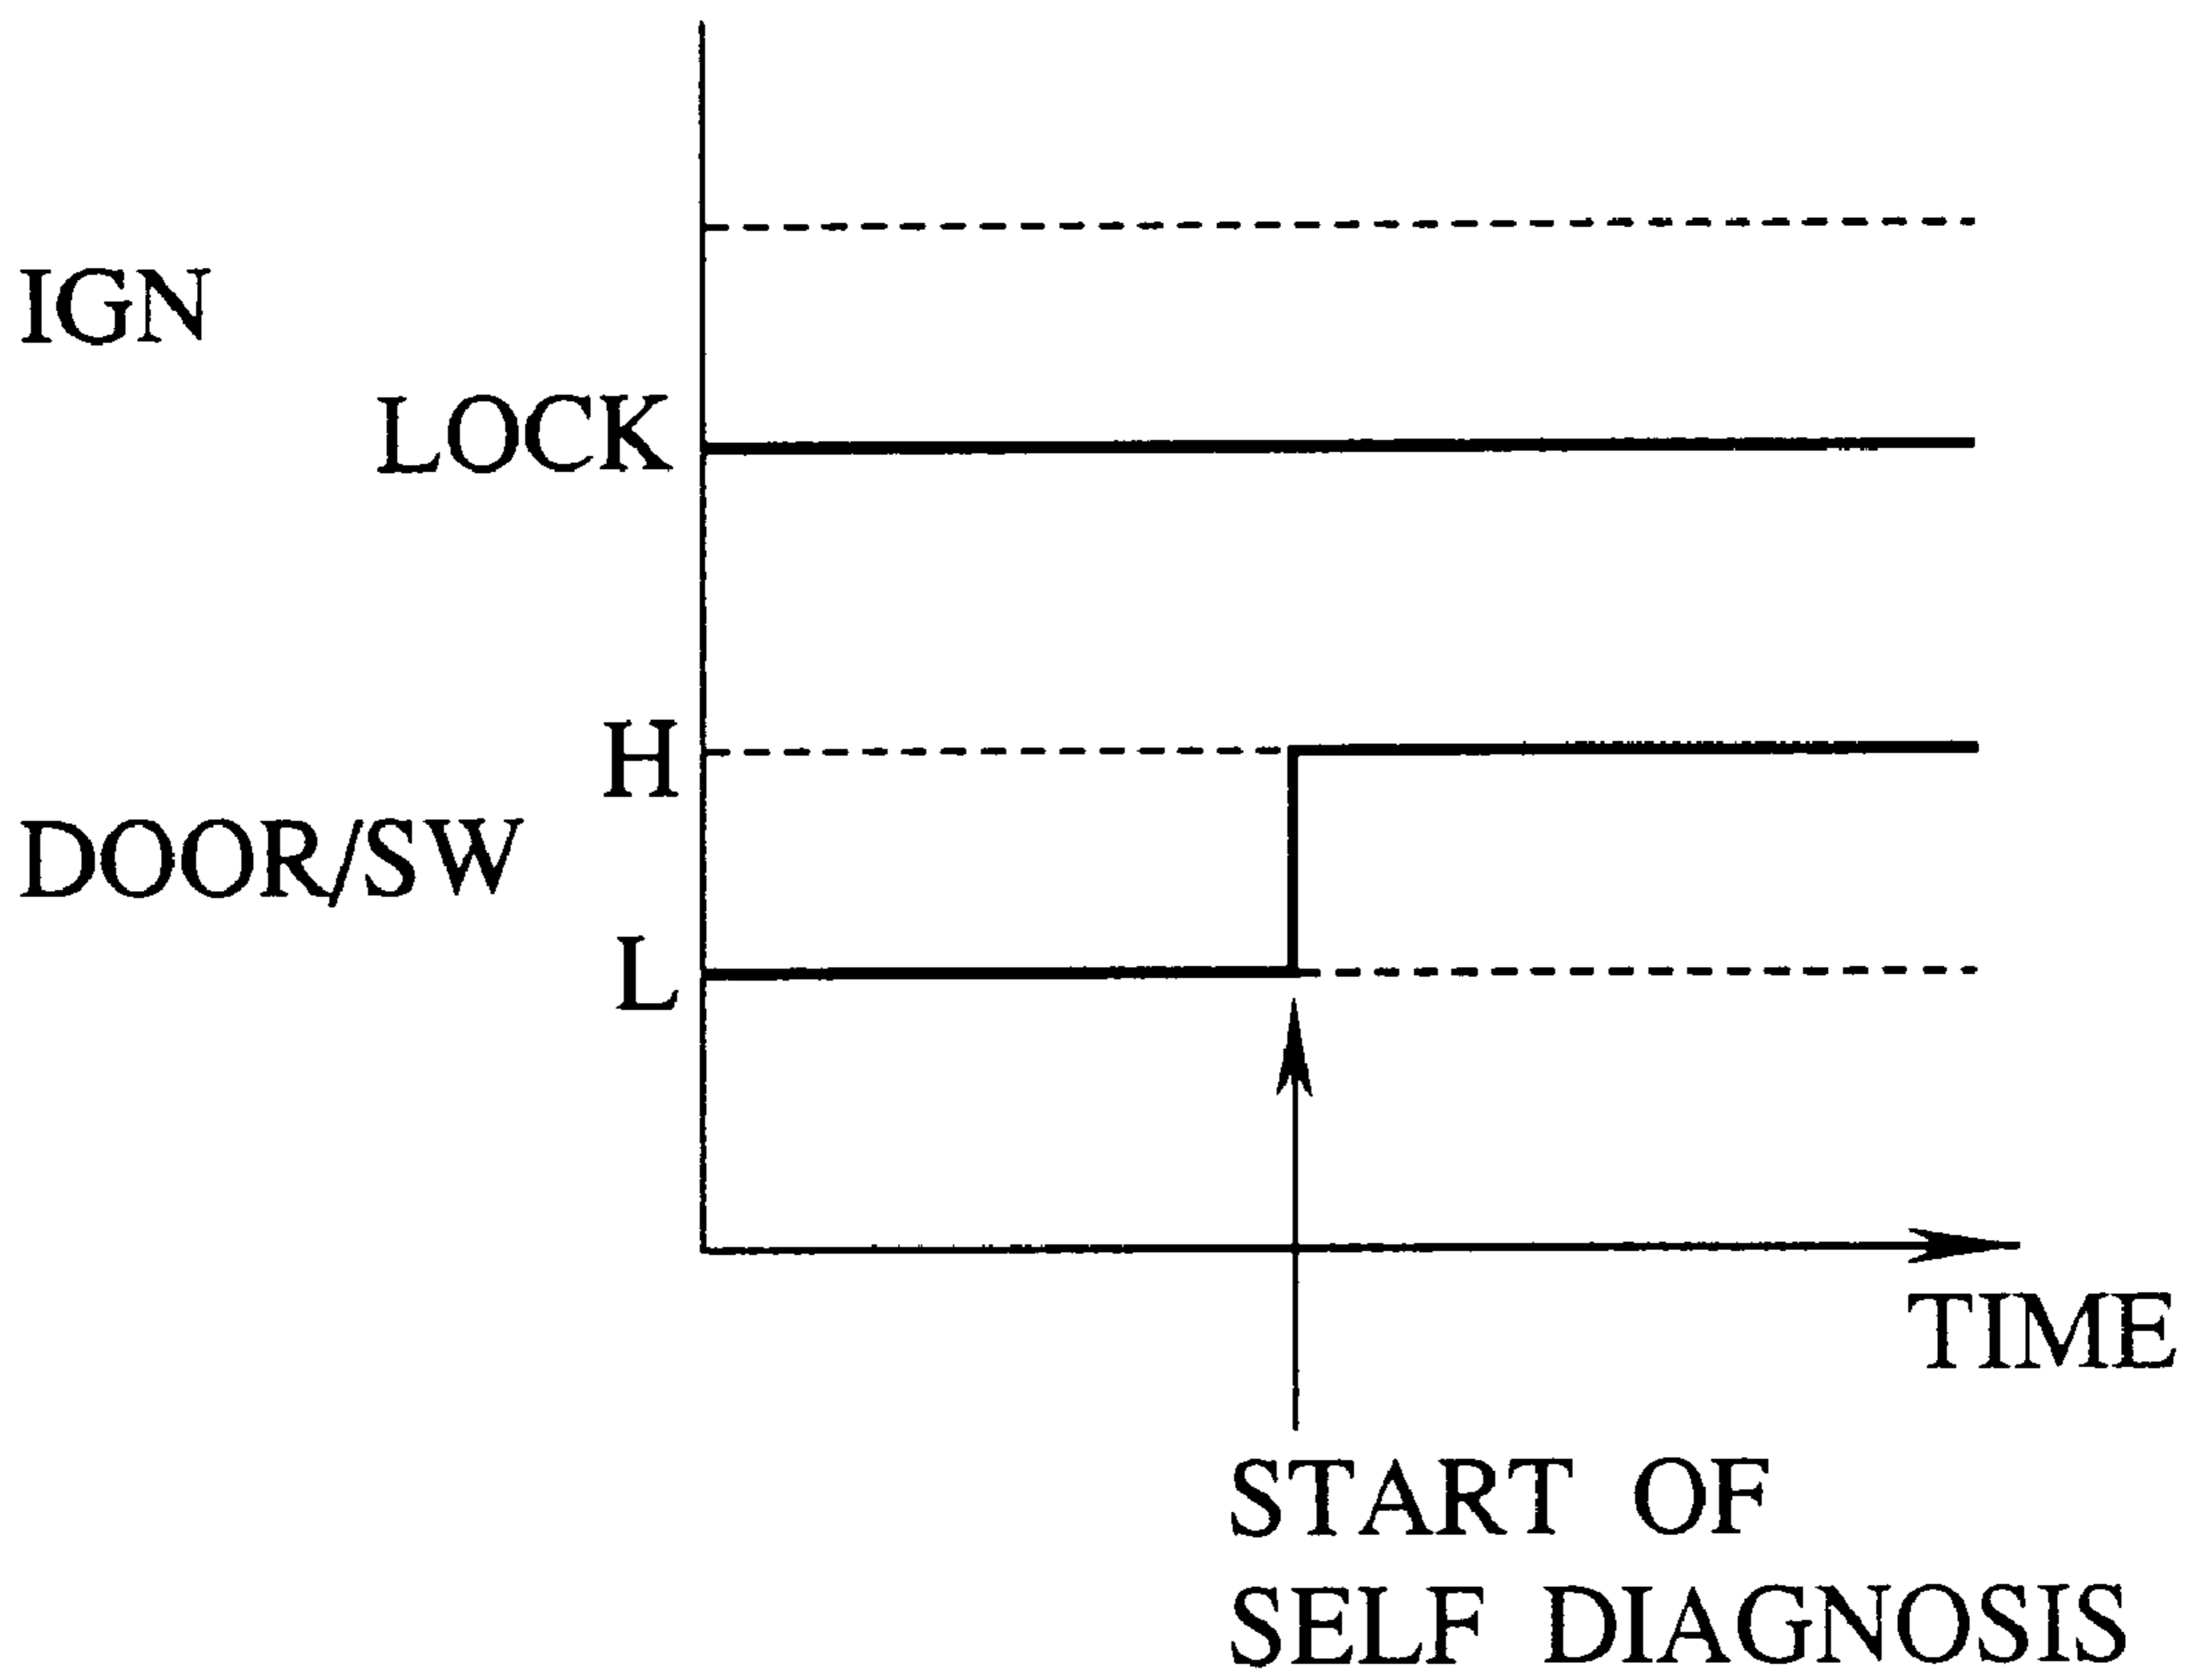 IGN
LOCK
H
DOOR/SW
L
TIME
START OF
SELF DIAGNOSIS